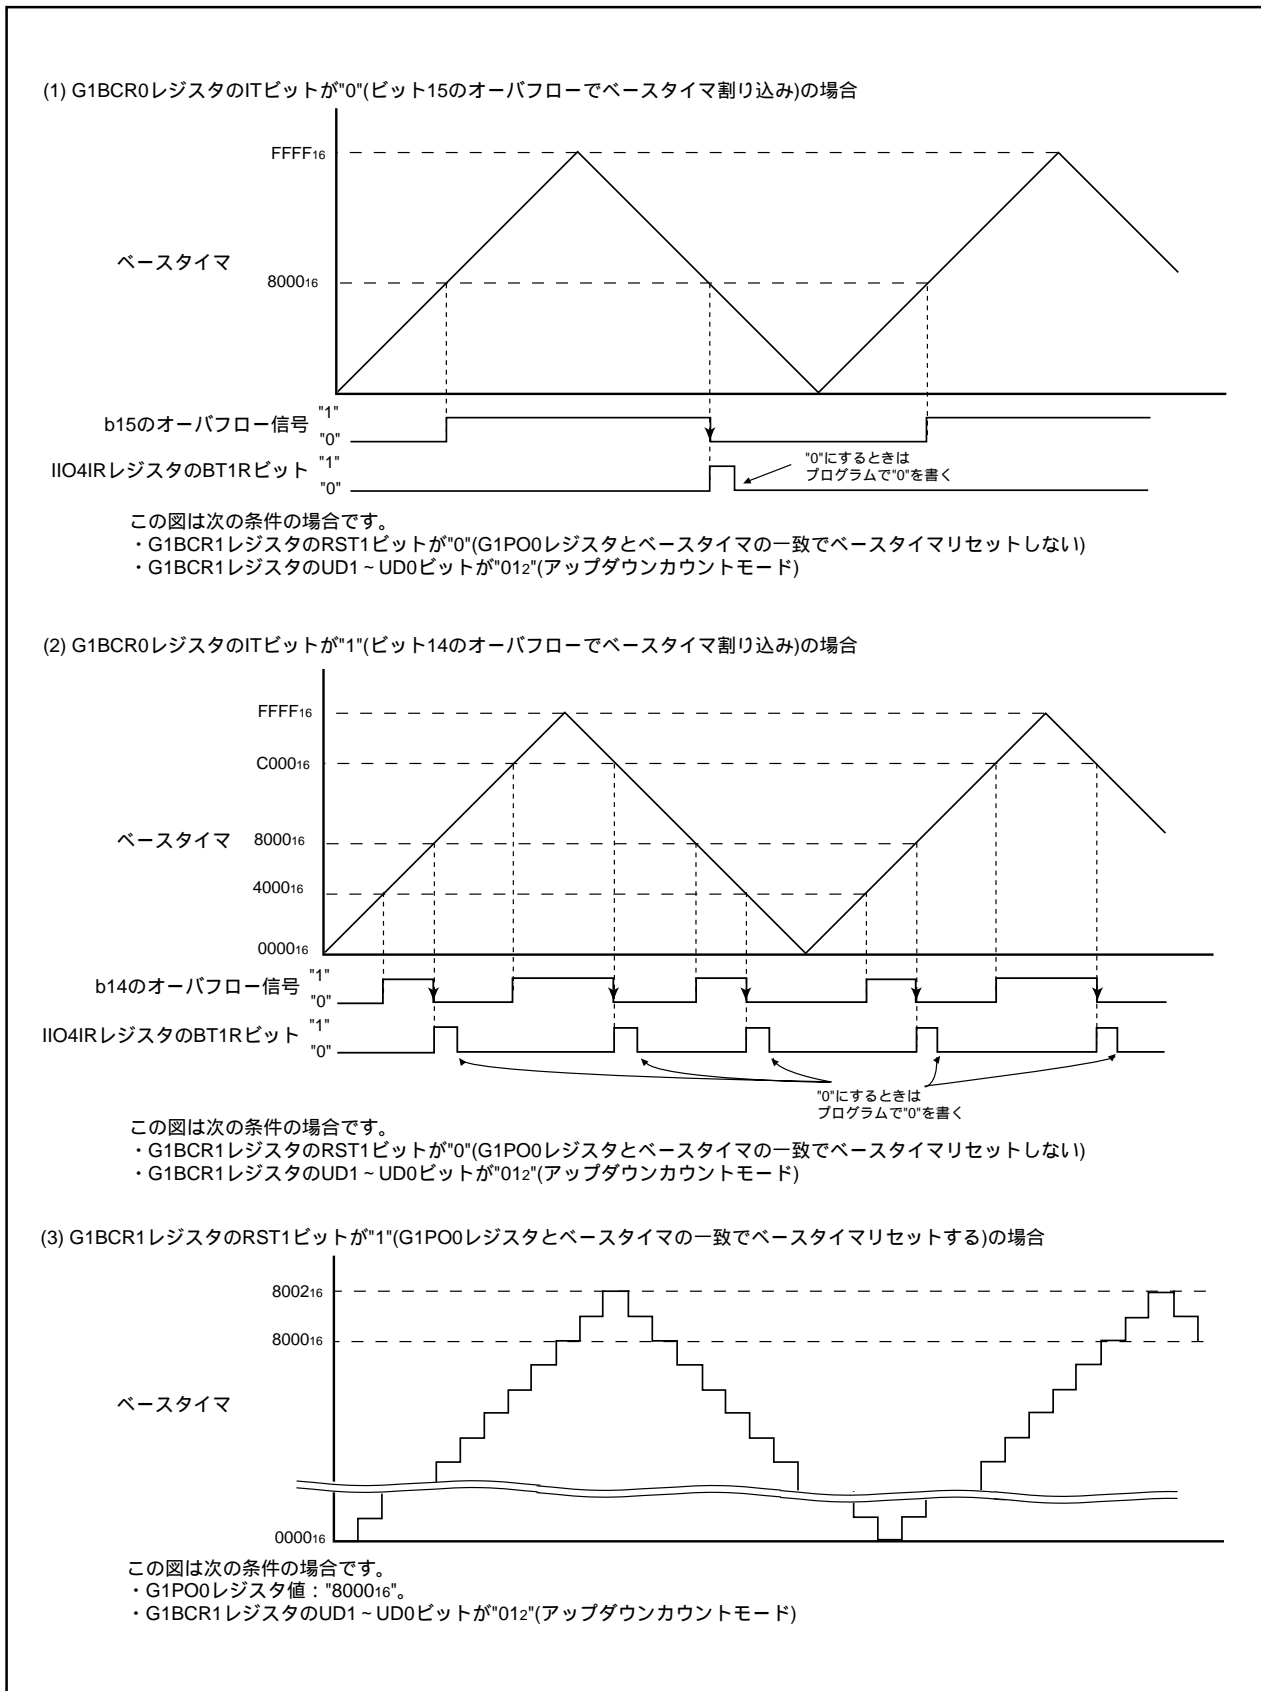 (1) G1BCR0レジスタのITビットが"0"(ビット15のオーバフローでベースタイマ割り込み)の場合
FFFF16
ベースタイマ
800016
b15のオーバフロー信号
"1"
"0"
IIO4IRレジスタのBT1Rビット
"1"
"0"
"0"にするときは
プログラムで"0"を書く
この図は次の条件の場合です。
・G1BCR1レジスタのRST1ビットが"0"(G1PO0レジスタとベースタイマの一致でベースタイマリセットしない)
・G1BCR1レジスタのUD1~UD0ビットが"012"(アップダウンカウントモード)
(2) G1BCR0レジスタのITビットが"1"(ビット14のオーバフローでベースタイマ割り込み)の場合
FFFF16
C00016
ベースタイマ
800016
400016
000016
b14のオーバフロー信号
"1"
"0"
IIO4IRレジスタのBT1Rビット
"1"
"0"
"0"にするときは
プログラムで"0"を書く
この図は次の条件の場合です。
・G1BCR1レジスタのRST1ビットが"0"(G1PO0レジスタとベースタイマの一致でベースタイマリセットしない)
・G1BCR1レジスタのUD1~UD0ビットが"012"(アップダウンカウントモード)
(3) G1BCR1レジスタのRST1ビットが"1"(G1PO0レジスタとベースタイマの一致でベースタイマリセットする)の場合
800216
800016
ベースタイマ
000016
この図は次の条件の場合です。
・G1PO0レジスタ値:"800016"。
・G1BCR1レジスタのUD1~UD0ビットが"012"(アップダウンカウントモード)